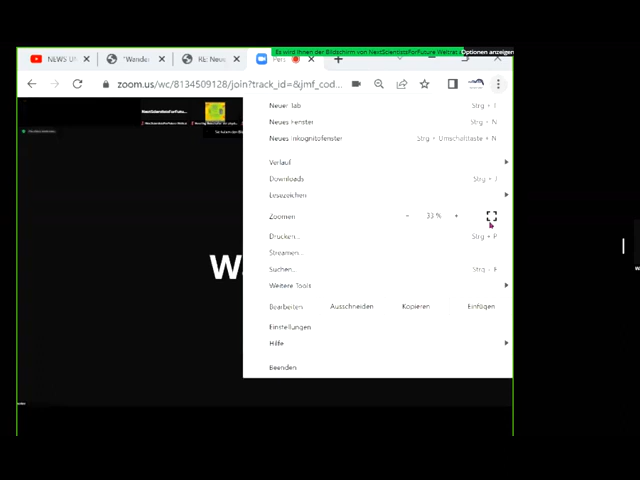 Es wird Ihnen der Bildschirm von NextScientistsForFuture Weltrat
Optionen anzeigen
NEWS U
"Wander
RE: Neu
zoom.us/wc/8134509128/join?track_id=&jmf_cod...
NextScientistsForFutu...
Neuer Tab Strg + T
Neues Fenster Strg + N
Neues Inkognitofenster Strg + Umschalttaste + N
Verlauf
Downloads Strg + J
Lesezeichen
Zoomen - 33 % +
Drucken... Strg + P
Streamen...
Suchen... Strg + F
Weitere Tools
Bearbeiten Ausschneiden Kopieren Einfügen
Einstellungen
Hilfe
Beenden